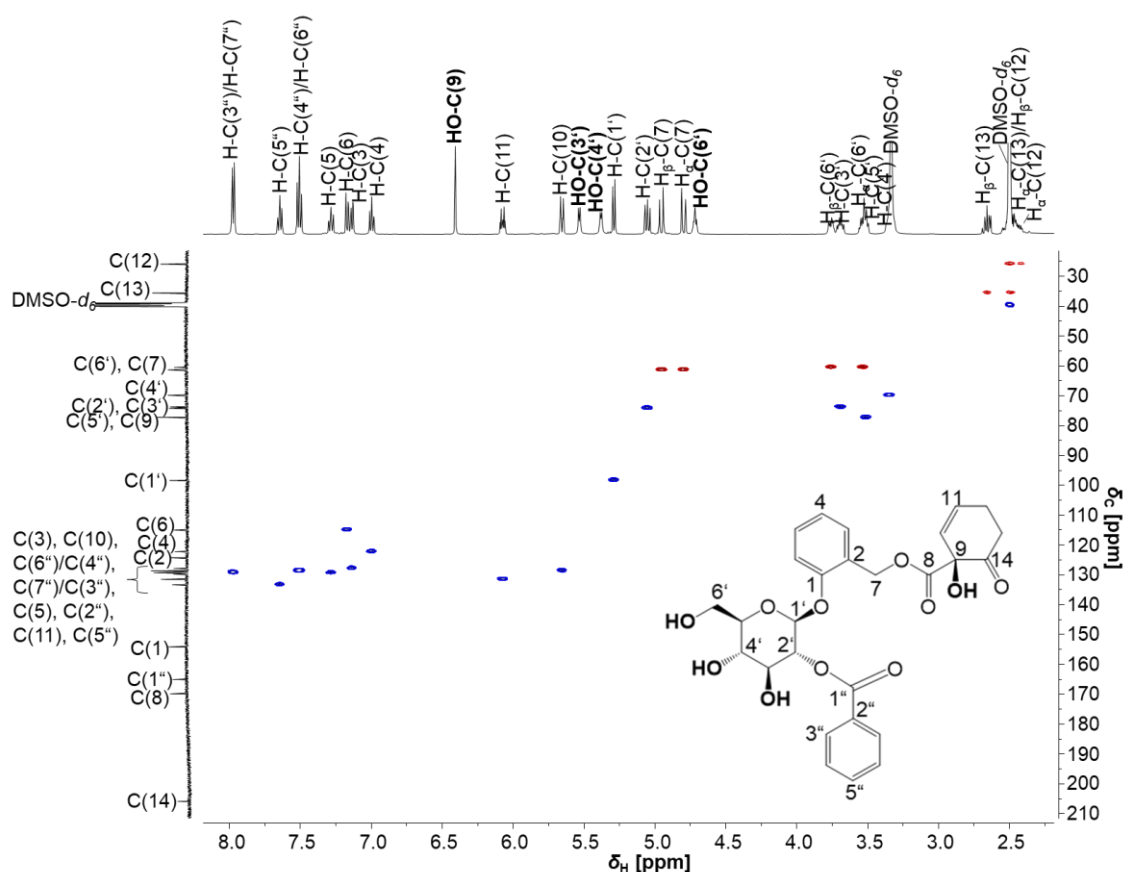 H-C(3“)/H-C(7“)
H-C(5“)
H-C(4“)/H-C(6“)
H-C(5)
H-C(6)
H-C(3)
H-C(4)
HO-C(9)
H-C(11)
H-C(10)
HO-C(3‘)
HO-C(4‘)
H-C(1‘)
H-C(2‘)
Hβ-C(7)
Hα-C(7)
HO-C(6‘)
Hβ-C(6‘)
H-C(3‘)
Hα-C(6‘)
H-C(5‘)
H-C(4‘)
DMSO-d6
Hβ-C(13)
DMSO-d6
Hα-C(13)/Hβ-C(12)
Hα-C(12)
C(12)
C(13)
DMSO-d6
C(6‘), C(7)
C(4‘)
C(2‘), C(3‘)
C(5‘), C(9)
C(1‘)
C(6)
C(4)
C(2)
C(3), C(10),
C(6“)/C(4“),
C(7“)/C(3“),
C(5), C(2“),
C(11), C(5“)
C(1)
C(1“)
C(8)
C(14)
30
40
50
60
70
80
90
100
110
120
130
140
150
160
170
180
190
200
210
δC [ppm]
4
11
2
8
9
14
O
1
7
O
OH
O
6‘
O
1‘
O
HO
4‘
2‘
HO
OH
O
O
1“
2“
3“
5“
8.0 7.5 7.0 6.5 6.0 5.5 5.0 4.5 4.0 3.5 3.0 2.5
δH [ppm]